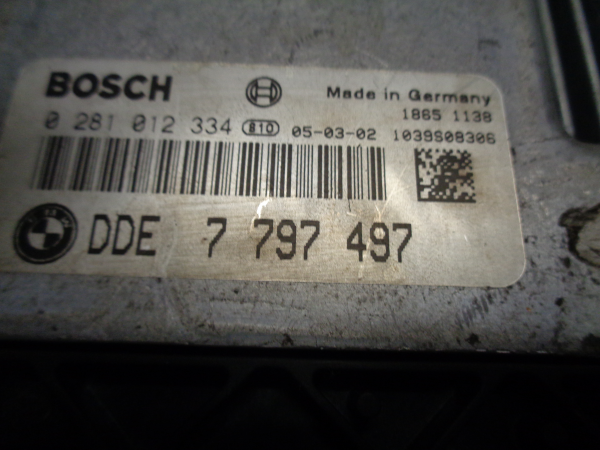 BOSCH Made in Germany
1865 1138
0 281 012 334 810 05-03-02 1039S08306
DDE 7 797 497